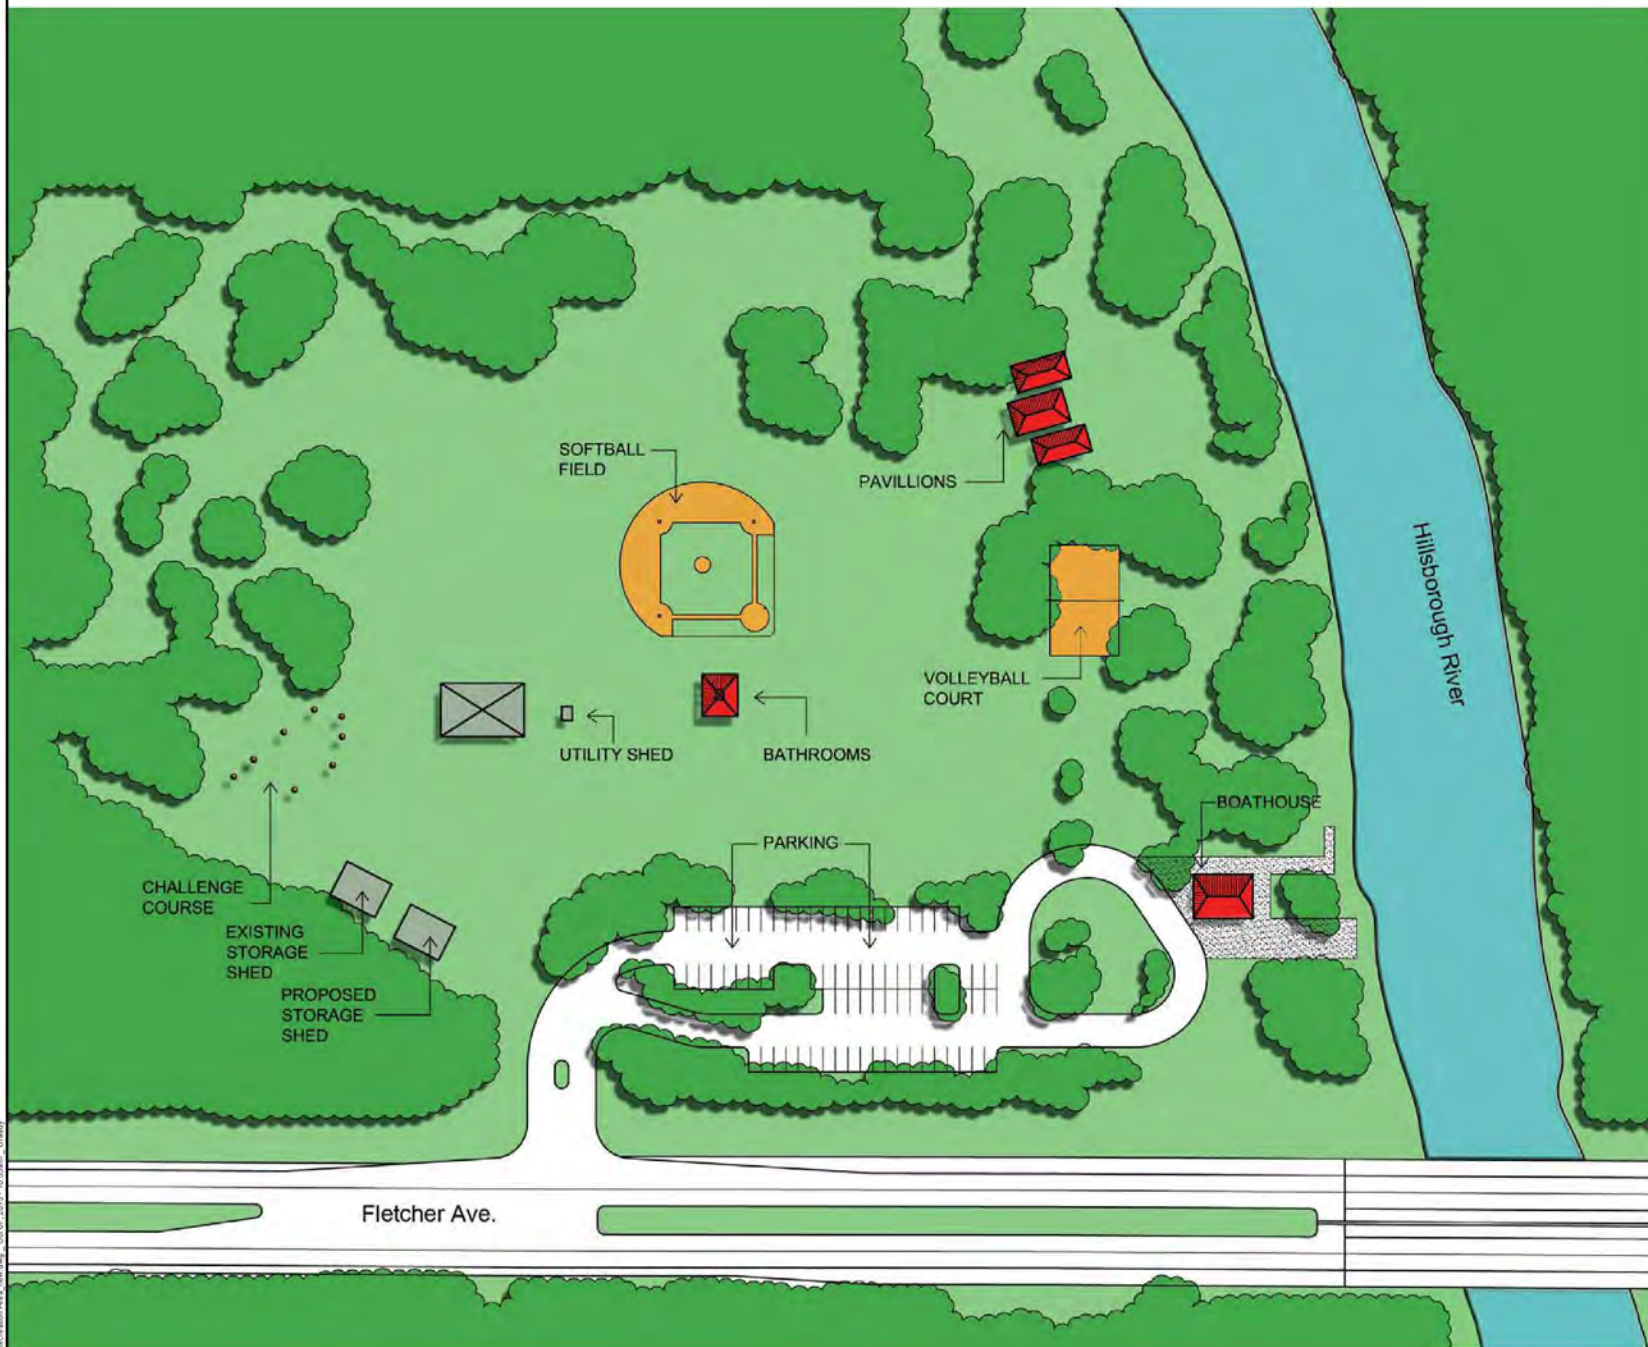 SOFTBALL
FIELD
PAVILLIONS
Hillsborough River
VOLLEYBALL
COURT
UTILITY SHED
BATHROOMS
BOATHOUSE
PARKING
CHALLENGE
COURSE
EXISTING
STORAGE
SHED
PROPOSED
STORAGE
SHED
Fletcher Ave.